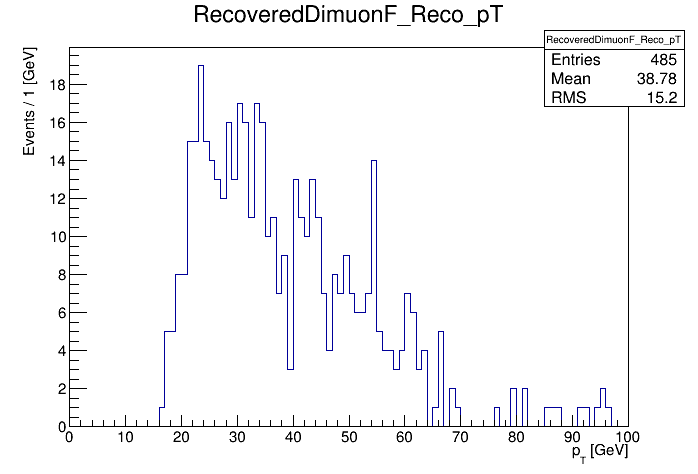 RecoveredDimuonF_Reco_pT
RecoveredDimuonF_Reco_pT
Entries 485
Mean 38.78
RMS 15.2
Events / 1 [GeV]
18
16
14
12
10
8
6
4
2
0
0 10 20 30 40 50 60 70 80 90 100
p_T [GeV]